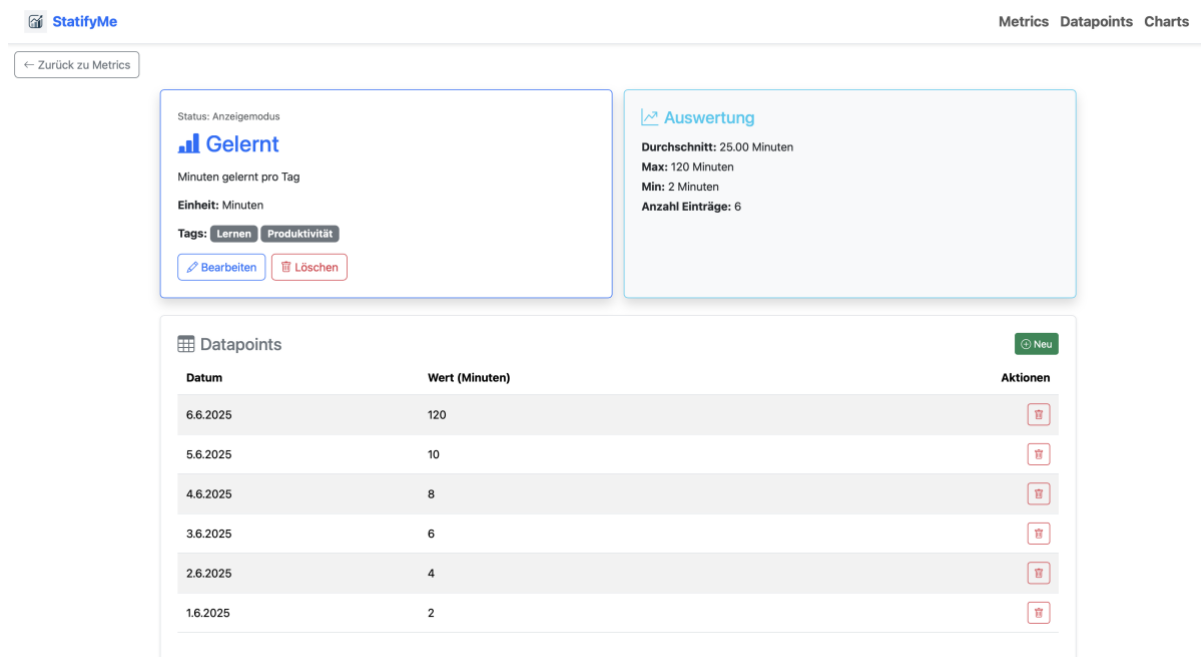 StatifyMe
Metrics Datapoints Charts
← Zurück zu Metrics
Status: Anzeigemodus
Gelernt
Minuten gelernt pro Tag
Einheit: Minuten
Tags: Lernen Produktivität
Bearbeiten Löschen
Auswertung
Durchschnitt: 25.00 Minuten
Max: 120 Minuten
Min: 2 Minuten
Anzahl Einträge: 6
Datapoints
Neu
Datum Wert (Minuten) Aktionen
6.6.2025 120
5.6.2025 10
4.6.2025 8
3.6.2025 6
2.6.2025 4
1.6.2025 2